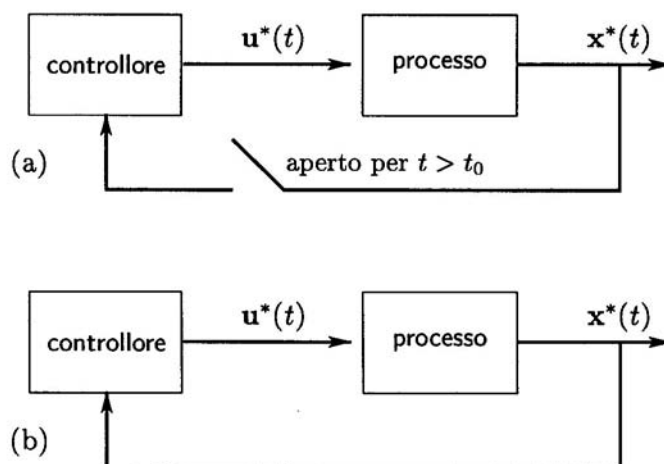 u*(t)
x*(t)
controllore
processo
(a)
aperto per t > t₀
u*(t)
x*(t)
controllore
processo
(b)